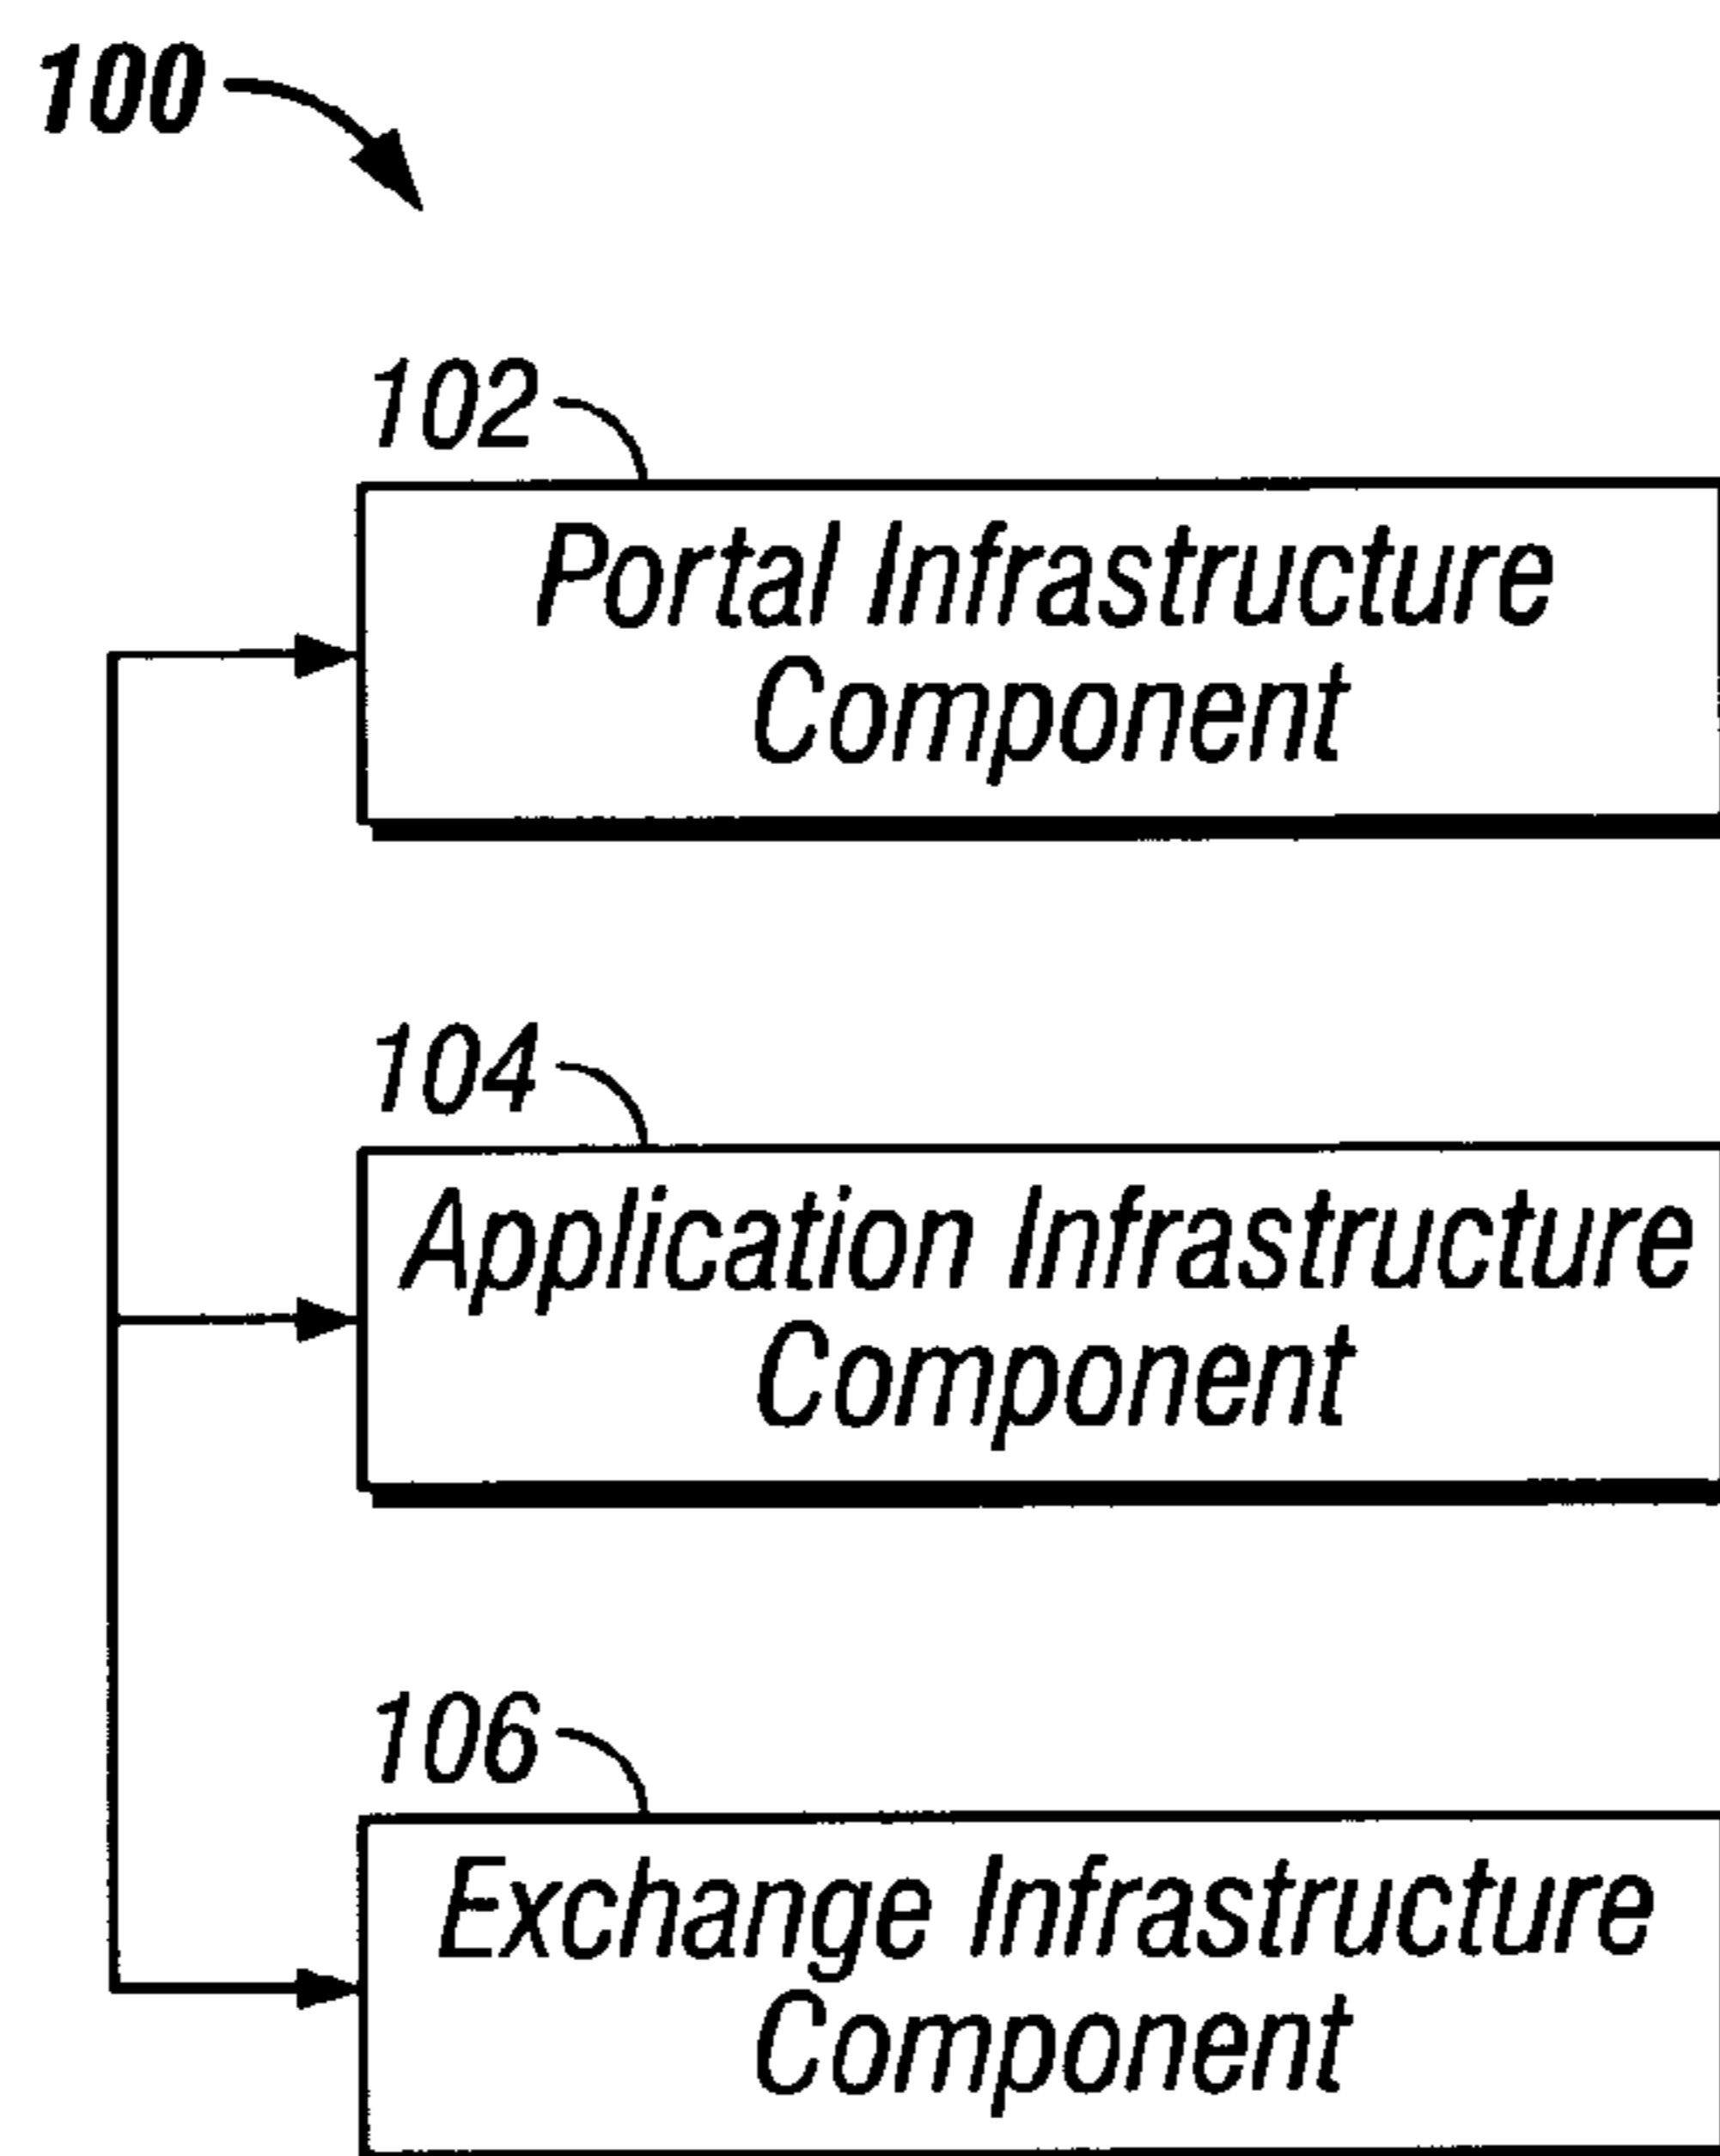 100
102
Portal Infrastructure
Component
104
Application Infrastructure
Component
106
Exchange Infrastructure
Component